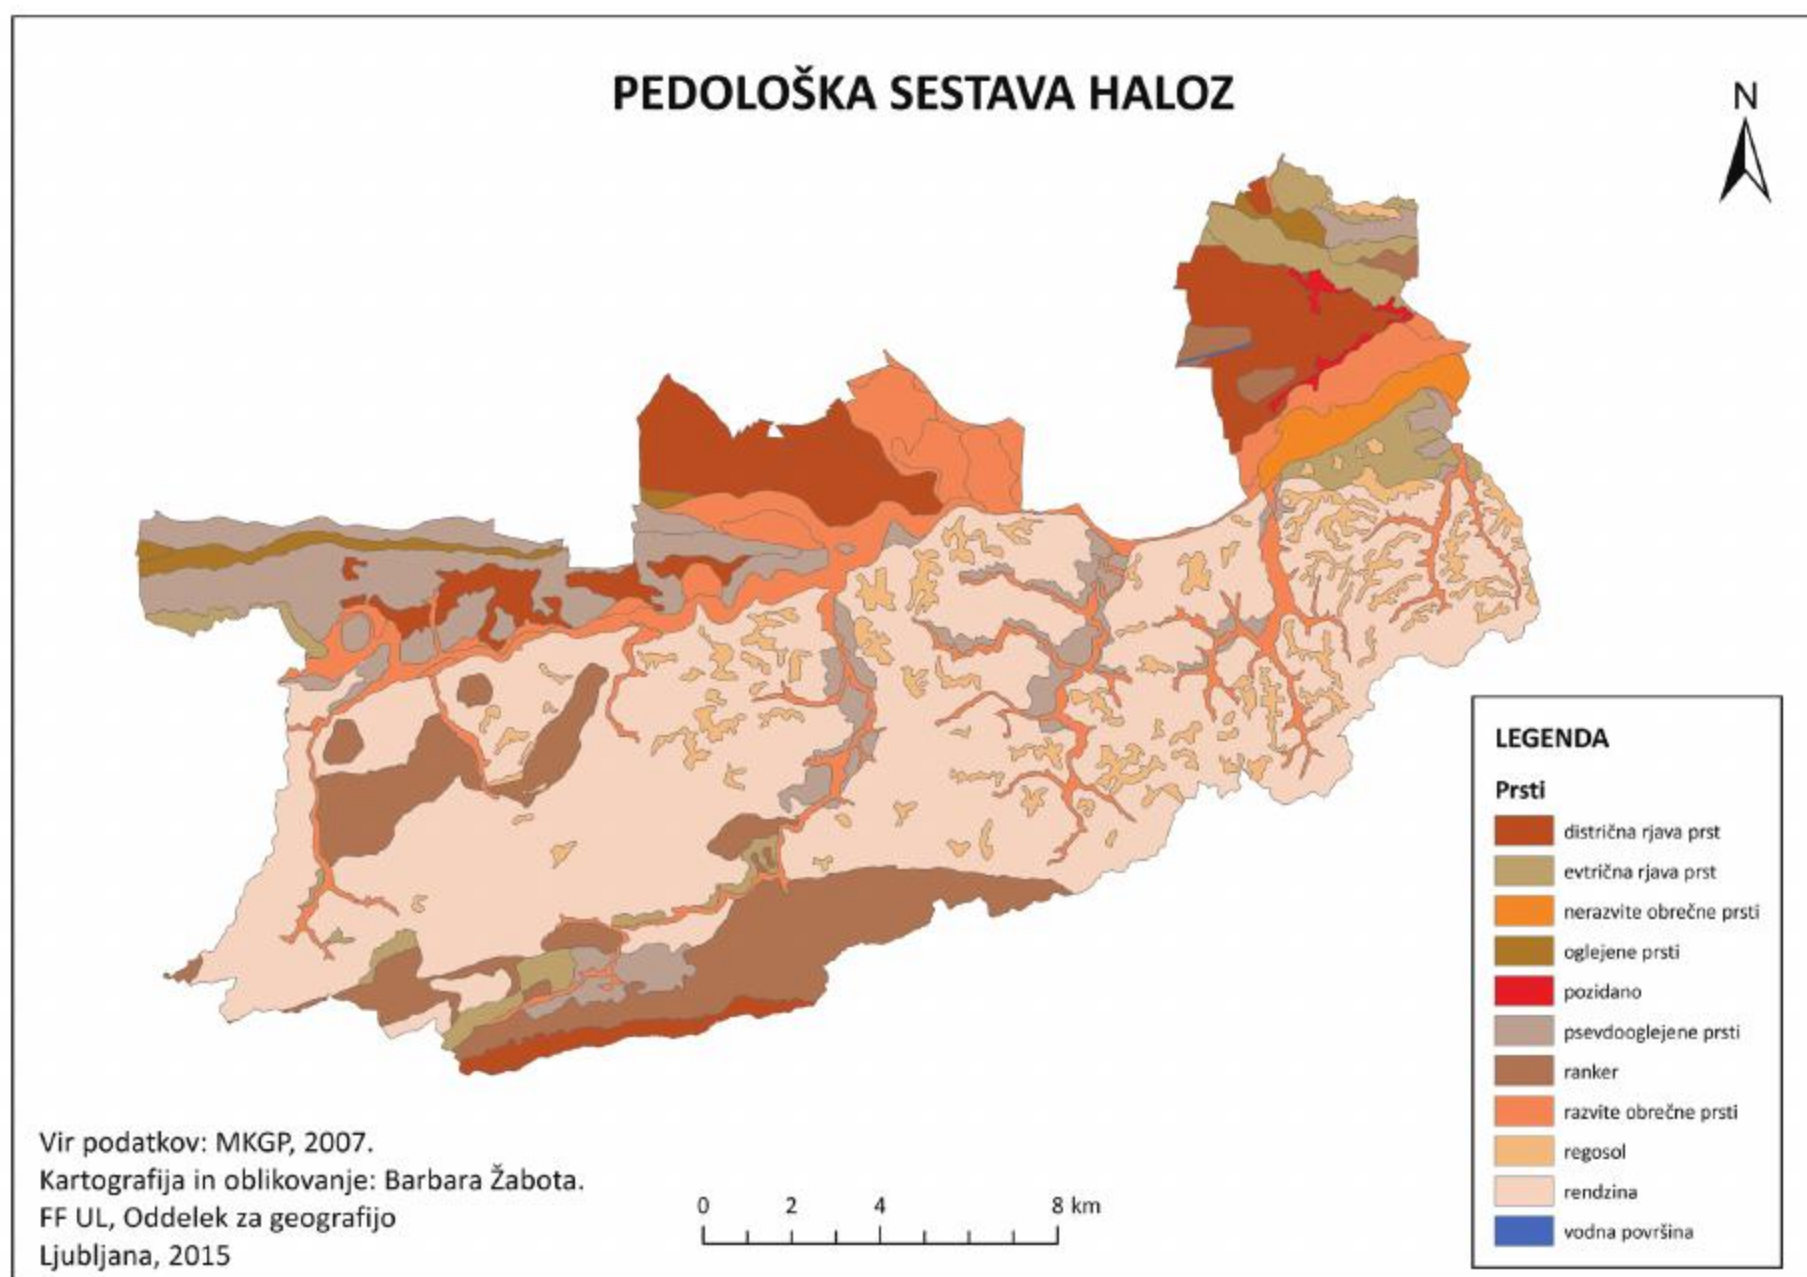 PEDOLOŠKA SESTAVA HALOZ
N
LEGENDA
Prsti
distrična rjava prst
evtrična rjava prst
nerazvite obrečne prsti
oglejene prsti
pozidano
psevdooglejene prsti
ranker
razvite obrečne prsti
regosol
rendzina
vodna površina
Vir podatkov: MKGP, 2007.
Kartografija in oblikovanje: Barbara Žabota.
FF UL, Oddelek za geografijo
Ljubljana, 2015
0 2 4 8 km